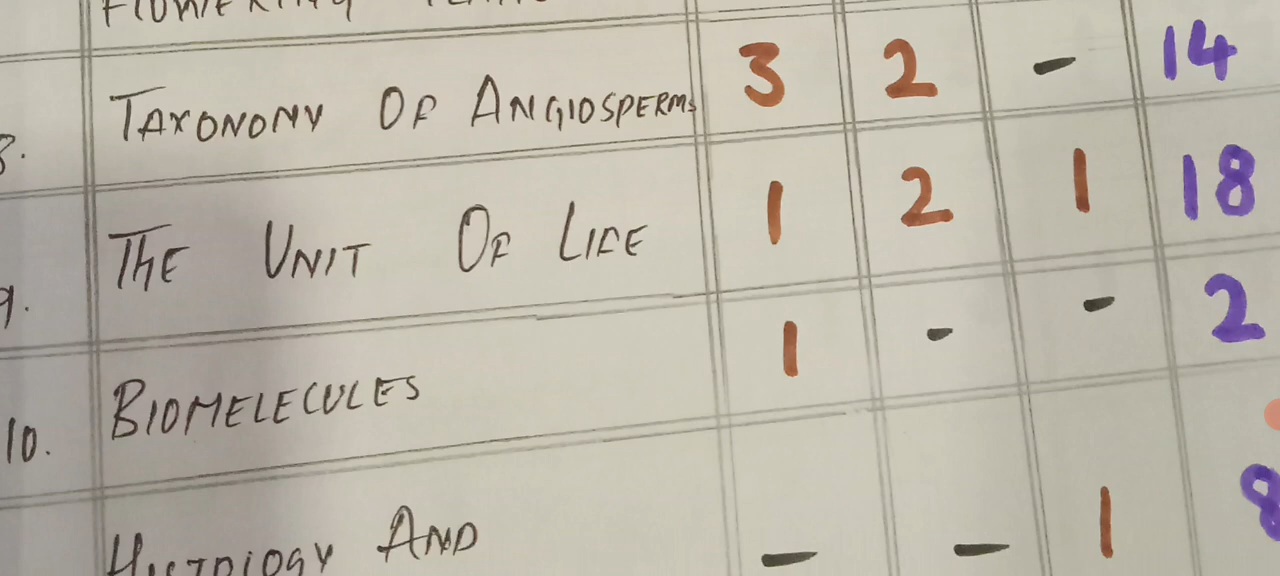 TAXONOMY OF ANGIOSPERMS 3 2 - 14
THE UNIT OF LIFE 1 2 1 18
9.
BIOMELECULES 1 - - 2
10.
HISTOLOGY AND - - 1 8